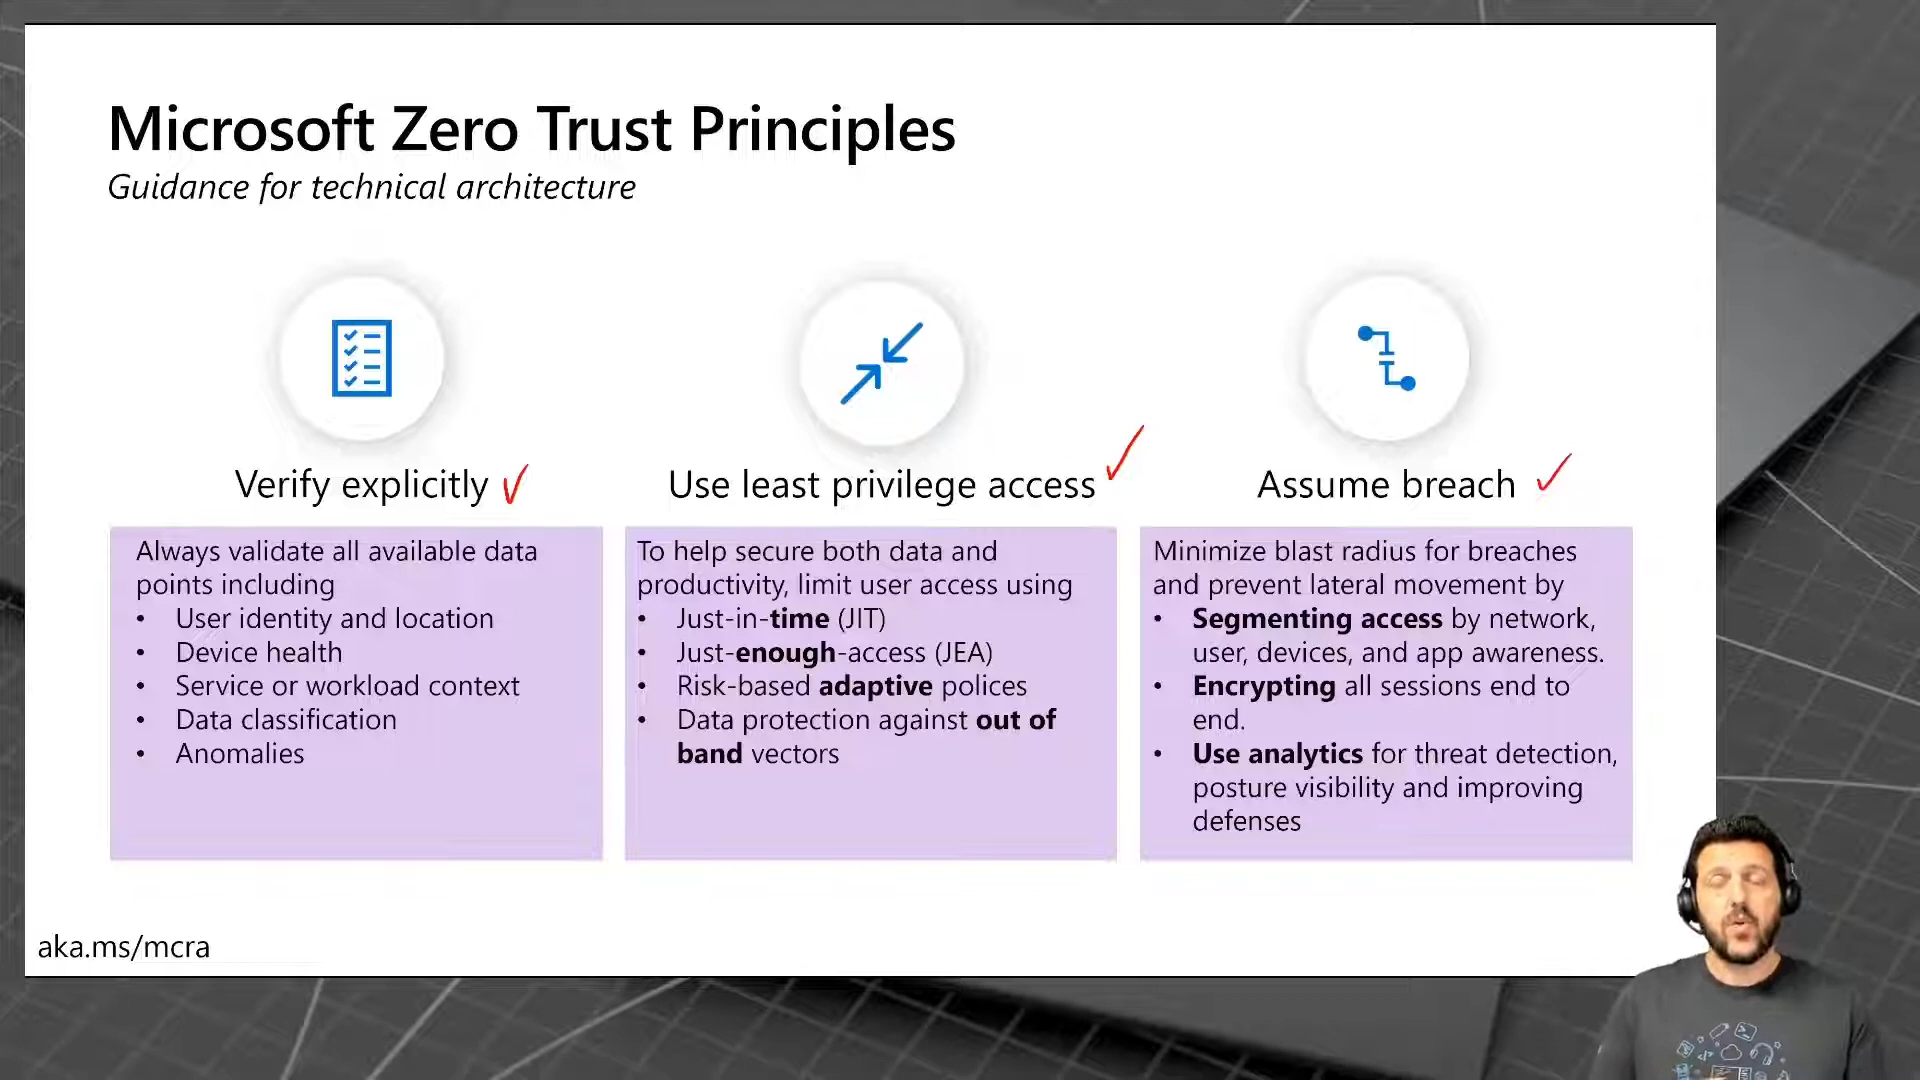 Microsoft Zero Trust Principles
Guidance for technical architecture
Verify explicitly
Always validate all available data
points including
• User identity and location
• Device health
• Service or workload context
• Data classification
• Anomalies
Use least privilege access
To help secure both data and
productivity, limit user access using
• Just-in-time (JIT)
• Just-enough-access (JEA)
• Risk-based adaptive polices
• Data protection against out of
band vectors
Assume breach
Minimize blast radius for breaches
and prevent lateral movement by
• Segmenting access by network,
user, devices, and app awareness.
• Encrypting all sessions end to
end.
• Use analytics for threat detection,
posture visibility and improving
defenses
aka.ms/mcra